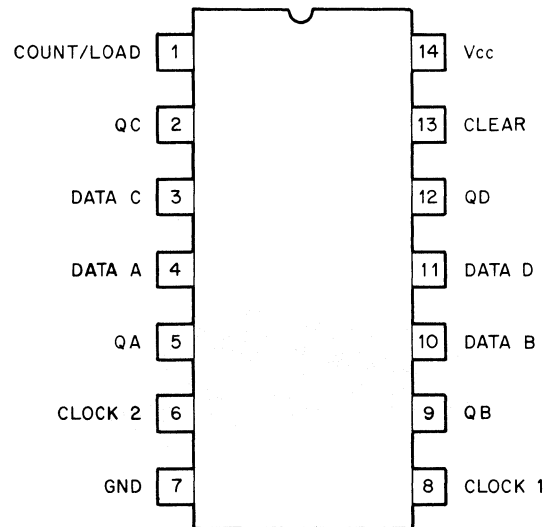 COUNT/LOAD 1 14 Vcc
QC 2 13 CLEAR
DATA C 3 12 QD
DATA A 4 11 DATA D
QA 5 10 DATA B
CLOCK 2 6 9 QB
GND 7 8 CLOCK 1